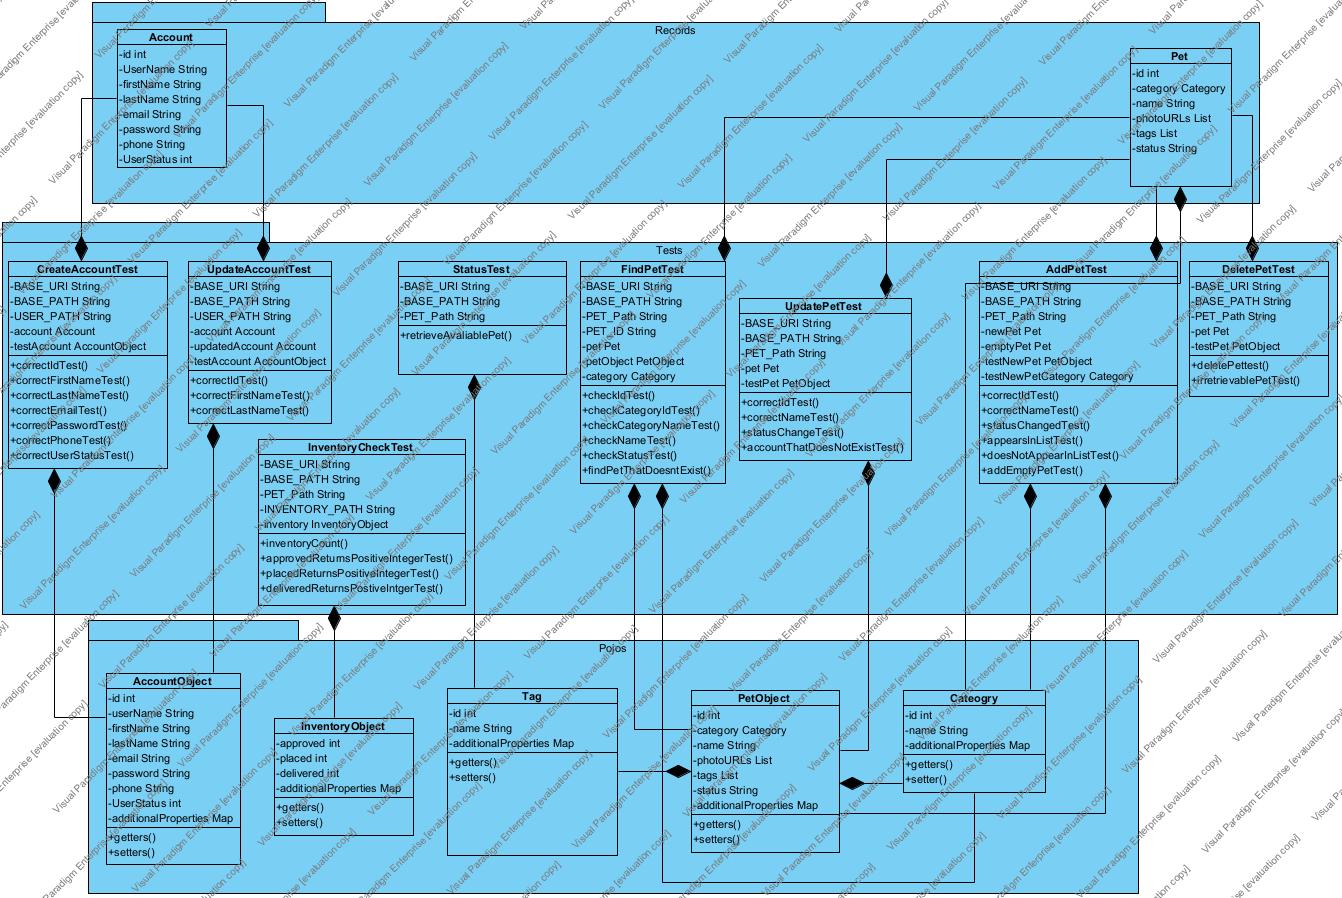 Records
Account
-id int
-UserName String
-firstName String
-lastName String
-email String
-password String
-phone String
-UserStatus int
Pet
-id int
-category Category
-name String
-photoURLs List
-tags List
-status String
Tests
CreateAccountTest
-BASE_URI String
-BASE_PATH String
-USER_PATH String
-account Account
-testAccount AccountObject
+correctIdTest()
+correctFirstNameTest()
+correctLastNameTest()
+correctEmailTest()
+correctPasswordTest()
+correctPhoneTest()
+correctUserStatusTest()
UpdateAccountTest
-BASE_URI String
-BASE_PATH String
-USER_PATH String
-account Account
-updatedAccount Account
-testAccount AccountObject
+correctIdTest()
+correctFirstNameTest()
+correctLastNameTest()
StatusTest
-BASE_URI String
-BASE_PATH String
-PET_Path String
+retrieveAvaliablePet()
FindPetTest
-BASE_URI String
-BASE_PATH String
-PET_Path String
-PET_ID String
-pet Pet
-petObject PetObject
-category Category
+checkIdTest()
+checkCategoryIdTest()
+checkCategoryNameTest()
+checkNameTest()
+checkStatusTest()
+findPetThatDoesntExist()
UpdatePetTest
-BASE_URI String
-BASE_PATH String
-PET_Path String
-pet Pet
-testPet PetObject
+correctIdTest()
+correctNameTest()
+statusChangeTest()
+accountThatDoesNotExistTest()
AddPetTest
-BASE_URI String
-BASE_PATH String
-PET_Path String
-newPet Pet
-emptyPet Pet
-testNewPet PetObject
-testNewPetCategory Category
+correctIdTest()
+correctNameTest()
+statusChangedTest()
+appearsInListTest()
+doesNotAppearInListTest()
+addEmptyPetTest()
DeletePetTest
-BASE_URI String
-BASE_PATH String
-PET_Path String
-pet Pet
-testPet PetObject
+deletePettest()
+irretrievablePetTest()
InventoryCheckTest
-BASE_URI String
-BASE_PATH String
-PET_Path String
-INVENTORY_PATH String
-inventory InventoryObject
+inventoryCount()
+approvedReturnsPositiveIntegerTest()
+placedReturnsPositiveIntegerTest()
+deliveredReturnsPostiveIntgerTest()
Pojos
AccountObject
-id int
-userName String
-firstName String
-lastName String
-email String
-password String
-phone String
-UserStatus int
-additionalProperties Map
+getters()
+setters()
InventoryObject
-approved int
-placed int
-delivered int
-additionalProperties Map
+getters()
+setters()
Tag
-id int
-name String
-additionalProperties Map
+getters()
+setters()
PetObject
-id int
-category Category
-name String
-photoURLs List
-tags List
-status String
-additionalProperties Map
+getters()
+setters()
Cateogry
-id int
-name String
-additionalProperties Map
+getters()
+setter()
Visual Paradigm Enterprise [evaluation copy]